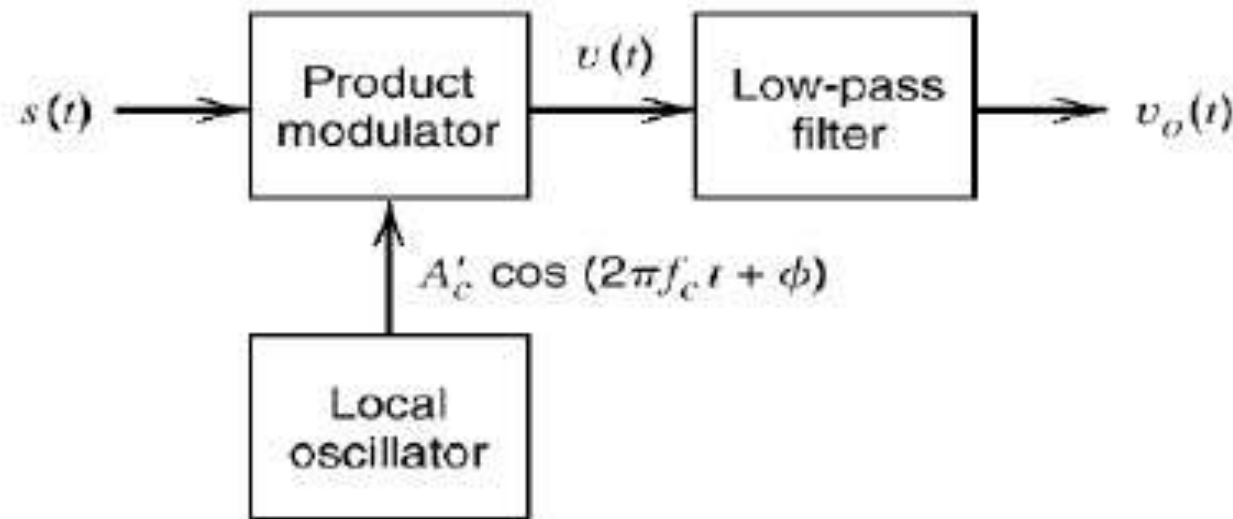 s(t)
Product
modulator
v(t)
Low-pass
filter
v_o(t)
A'_c cos (2πf_c t + ϕ)
Local
oscillator